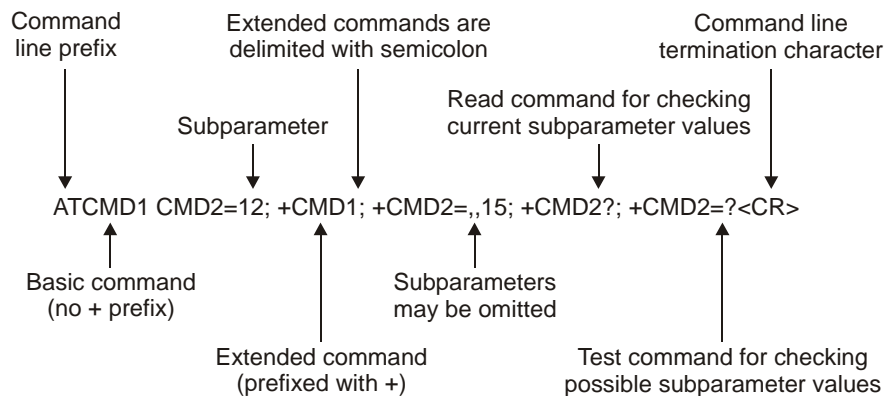 Command
line prefix
Extended commands are
delimited with semicolon
Command line
termination character
Subparameter
Read command for checking
current subparameter values
ATCMD1 CMD2=12; +CMD1; +CMD2=,,15; +CMD2?; +CMD2=?<CR>
Basic command
(no + prefix)
Subparameters
may be omitted
Extended command
(prefixed with +)
Test command for checking
possible subparameter values